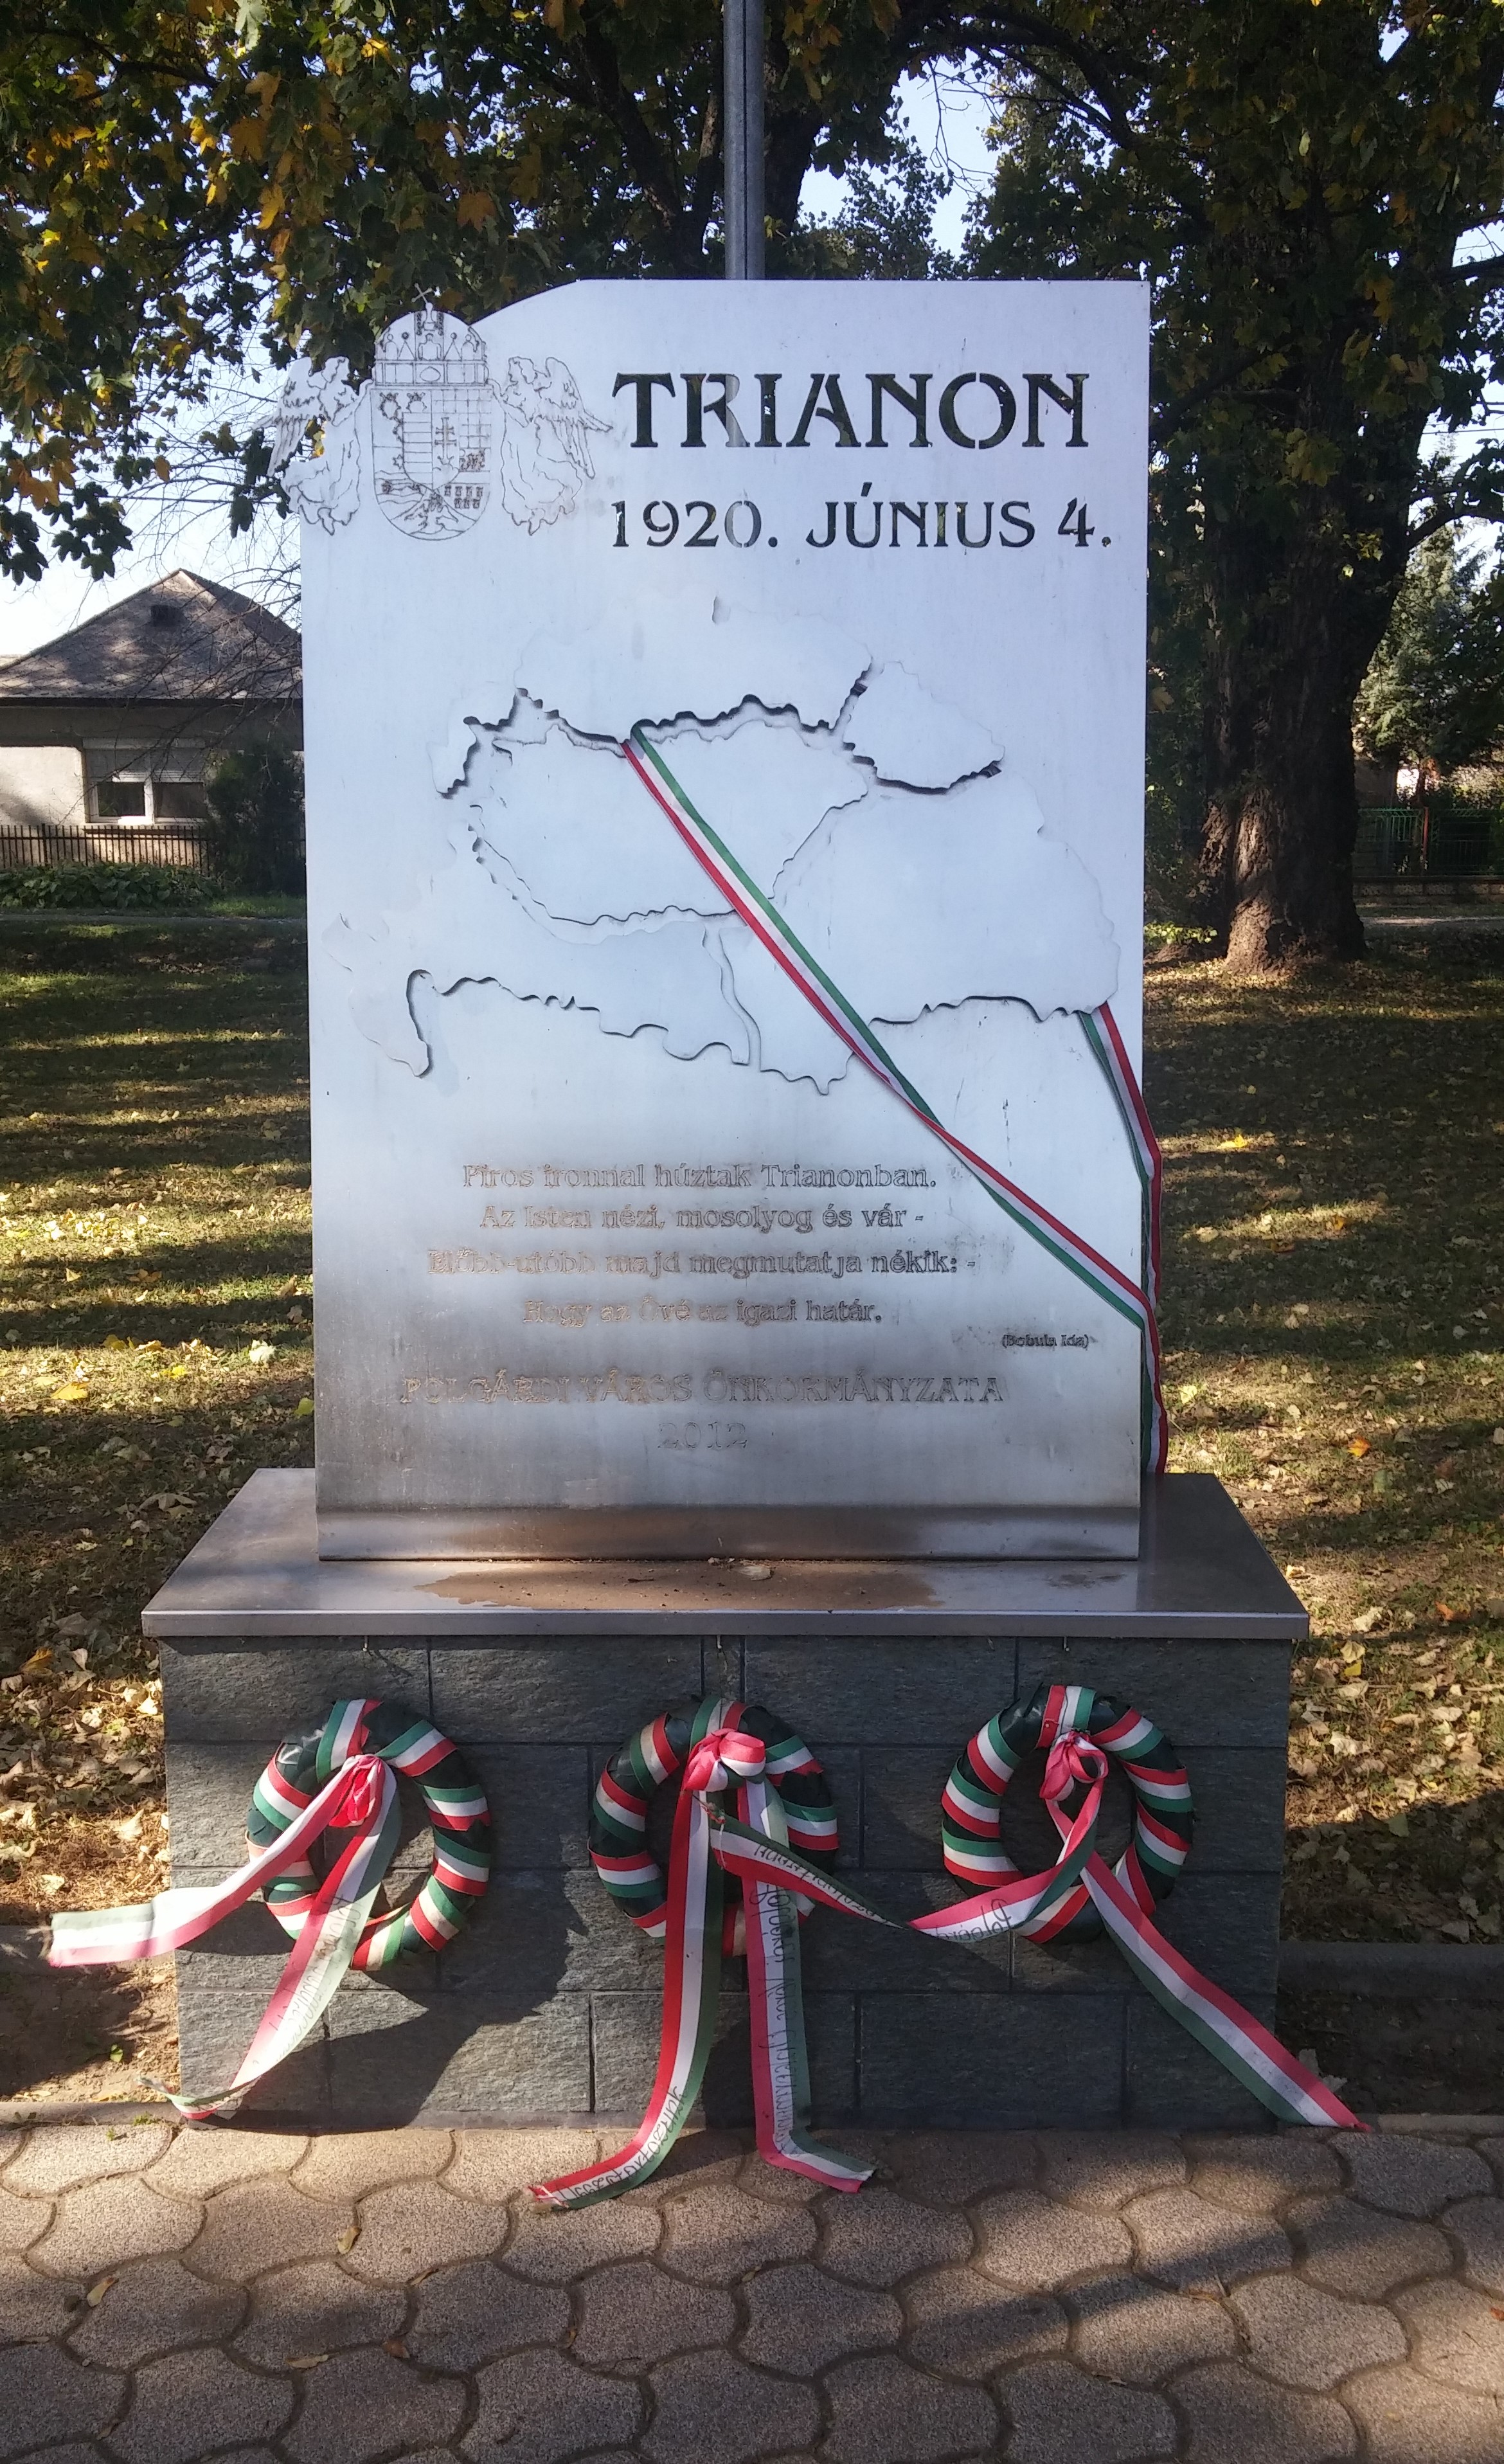 TRIANON
1920. JÚNIUS 4.
Piros ironnal húztak Trianonban.
Az Isten nézi, mosolyog és vár -
Előbb-utóbb majd megmutatja nékik: -
Hogy az Övé az igazi határ.
(Bobula Ida)
POLGÁRDI VÁROS ÖNKORMÁNYZATA
2012
Polgárdi